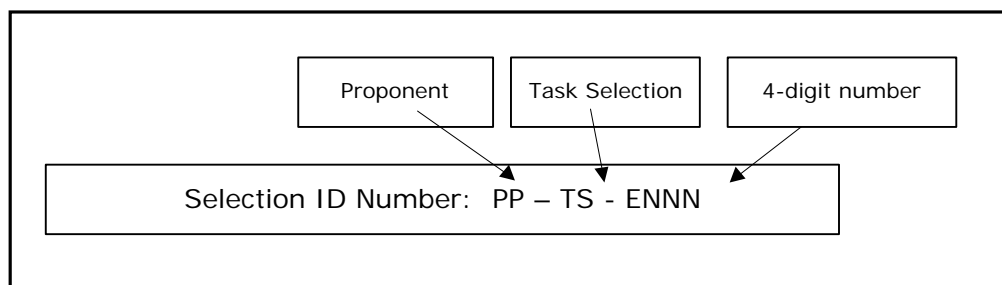 Proponent
Task Selection
4-digit number
Selection ID Number: PP – TS - ENNN